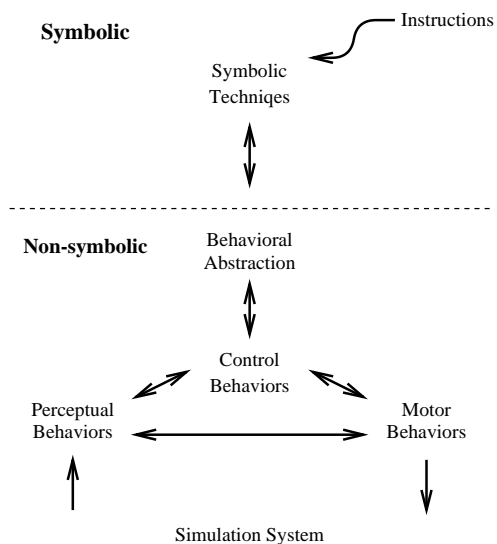 Symbolic
Instructions
Symbolic
Techniqes
Non-symbolic
Behavioral
Abstraction
Control
Behaviors
Perceptual
Behaviors
Motor
Behaviors
Simulation System